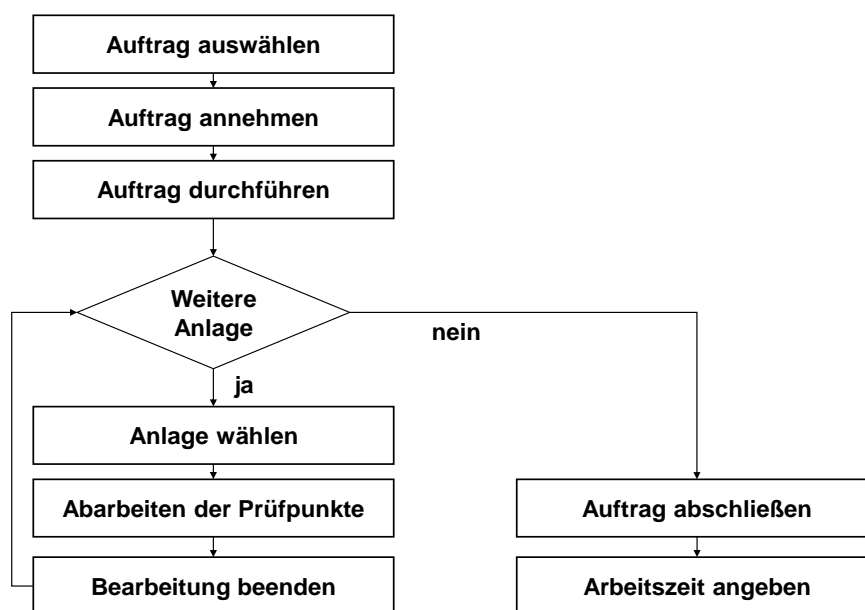 Auftrag auswählen
Auftrag annehmen
Auftrag durchführen
Weitere
Anlage
nein
ja
Anlage wählen
Abarbeiten der Prüfpunkte
Auftrag abschließen
Bearbeitung beenden
Arbeitszeit angeben